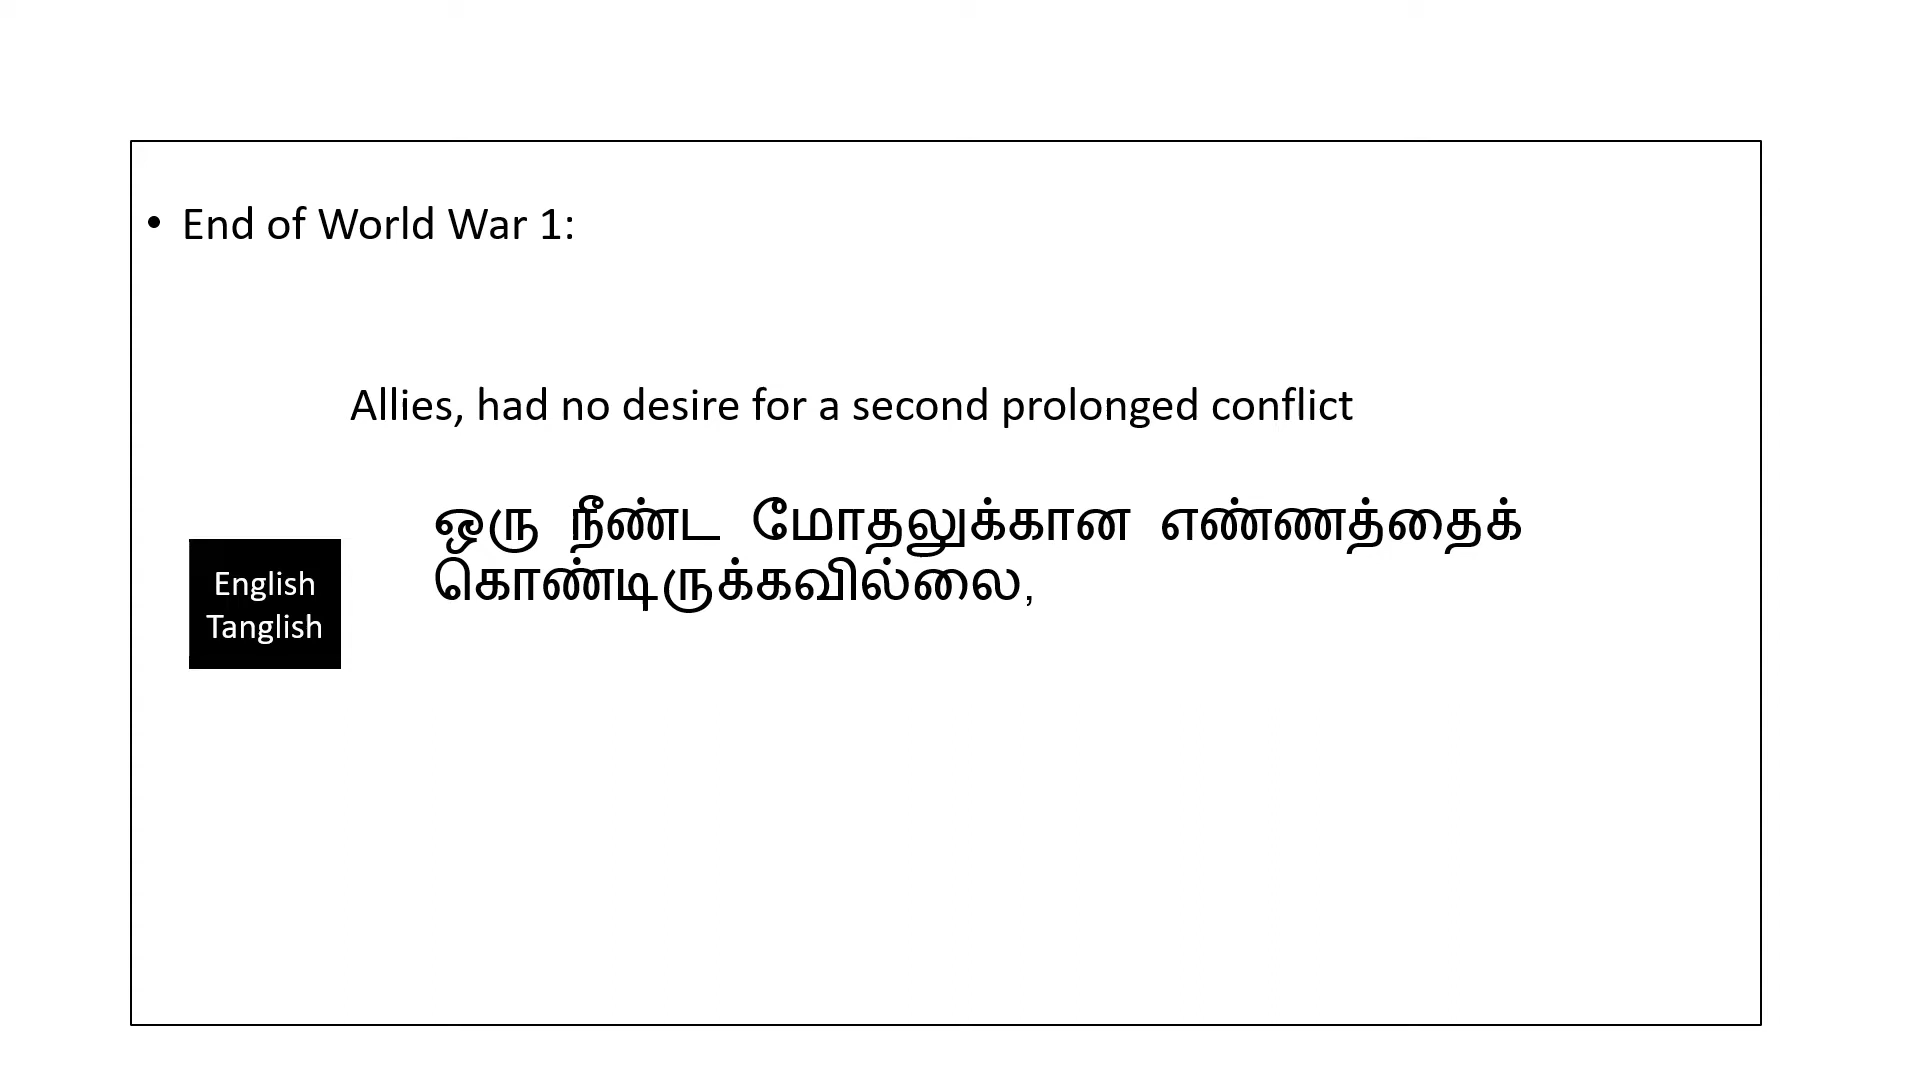 • End of World War 1:
Allies, had no desire for a second prolonged conflict
ஒரு நீண்ட மோதலுக்கான எண்ணத்தைக்
கொண்டிருக்கவில்லை,
English
Tanglish